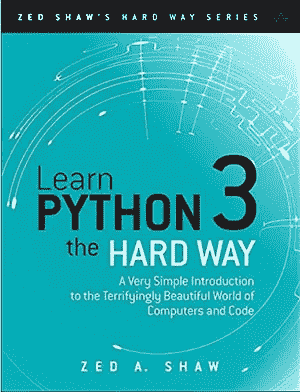 ZED SHAW'S HARD WAY SERIES
Learn
PYTHON 3
the HARD WAY
A Very Simple Introduction
to the Terrifyingly Beautiful World of
Computers and Code
ZED A. SHAW